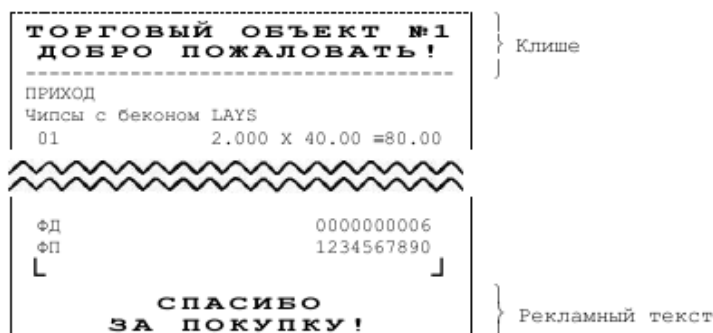 ТОРГОВЫЙ ОБЪЕКТ №1
ДОБРО ПОЖАЛОВАТЬ!
Клише
ПРИХОД
Чипсы с беконом LAYS
01 2.000 X 40.00 ≡80.00
ФД 0000000006
ФП 1234567890
СПАСИБО
ЗА ПОКУПКУ!
Рекламный текст